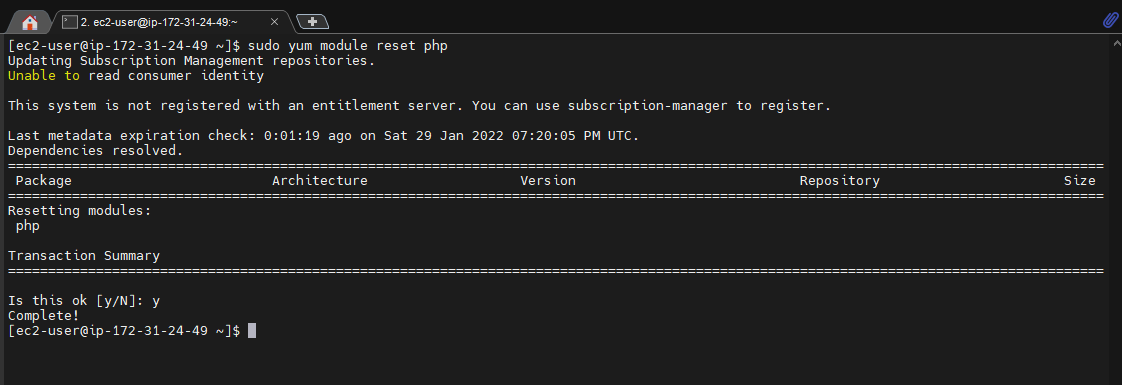 2. ec2-user@ip-172-31-24-49:~
[ec2-user@ip-172-31-24-49 ~]$ sudo yum module reset php
Updating Subscription Management repositories.
Unable to read consumer identity
This system is not registered with an entitlement server. You can use subscription-manager to register.
Last metadata expiration check: 0:01:19 ago on Sat 29 Jan 2022 07:20:05 PM UTC.
Dependencies resolved.
=========================================================================================================================================
Package Architecture Version Repository Size
=========================================================================================================================================
Resetting modules:
php
Transaction Summary
=========================================================================================================================================
Is this ok [y/N]: y
Complete!
[ec2-user@ip-172-31-24-49 ~]$